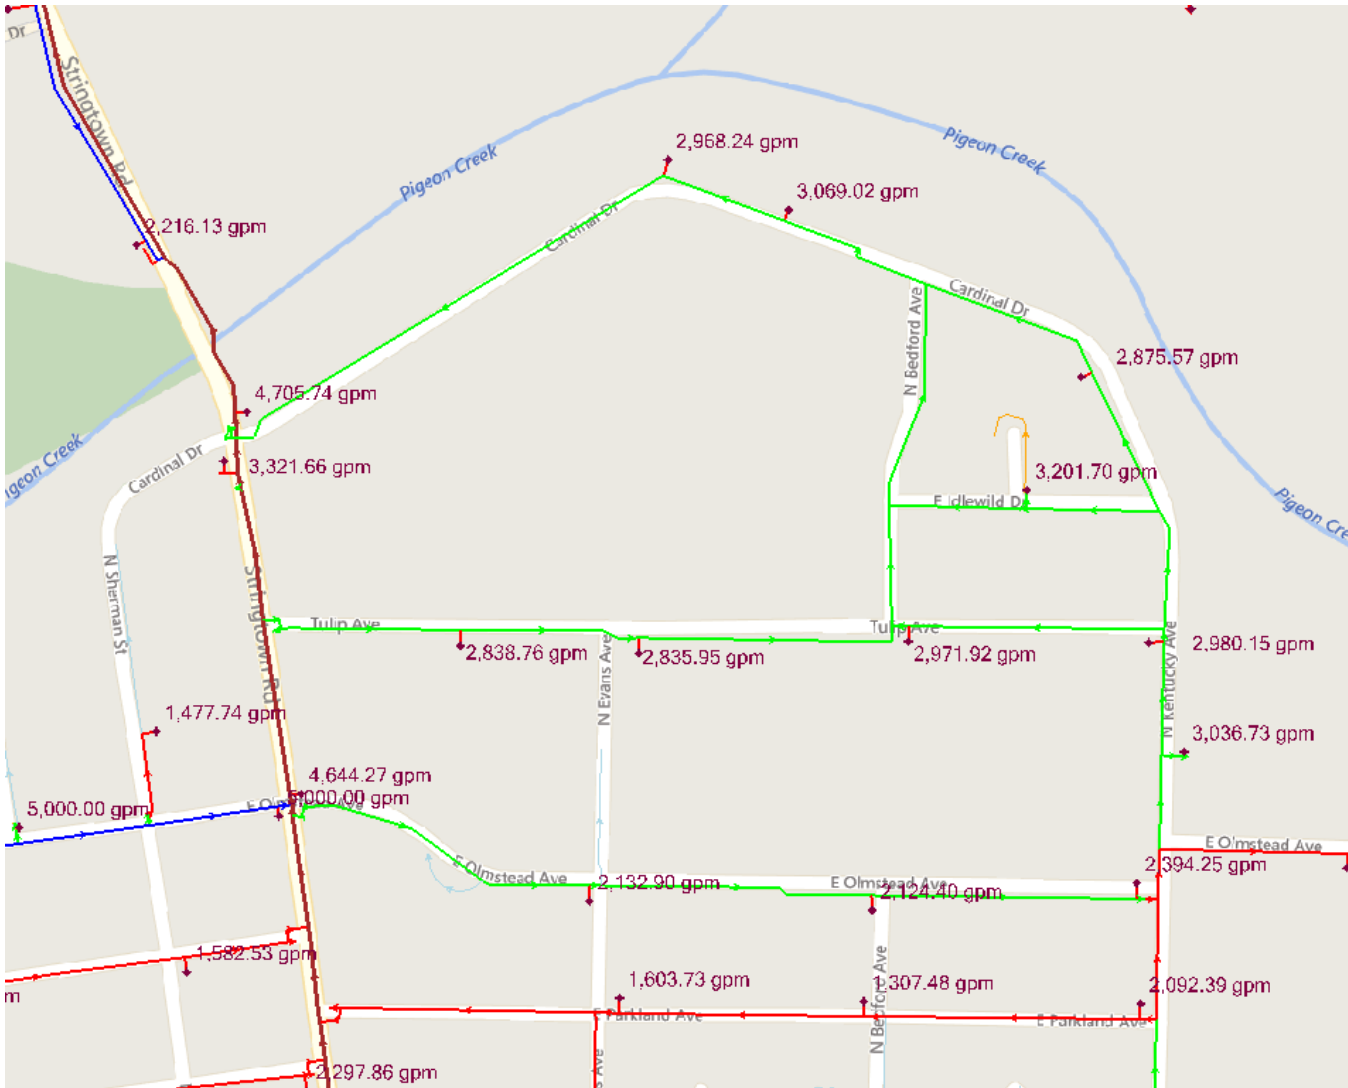 Dr
Stringtown Rd
2,968.24 gpm
Pigeon Creek
Pigeon Creek
3,069.02 gpm
2,216.13 gpm
Cardinal Dr
Cardinal Dr
N Bedford Ave
2,875.57 gpm
4,705.74 gpm
Cardinal Dr
3,321.66 gpm
3,201.70 gpm
E Idlewild Dr
Pigeon Cre
igeon Creek
N Sherman St
Stringtown Rd
Tulip Ave
Tulip Ave
2,838.76 gpm
2,835.95 gpm
2,971.92 gpm
2,980.15 gpm
N Evans Ave
N Kentucky Ave
1,477.74 gpm
3,036.73 gpm
4,644.27 gpm
5,000.00 gpm
E Olmstead Ave
5,000.00 gpm
E Olmstead Ave
E Olmstead Ave
E Olmstead Ave
2,394.25 gpm
2,132.90 gpm
2,124.40 gpm
1,582.53 gpm
N Bedford Ave
1,603.73 gpm
1,307.48 gpm
2,092.39 gpm
m
E Parkland Ave
E Parkland Ave
s Ave
2,297.86 gpm